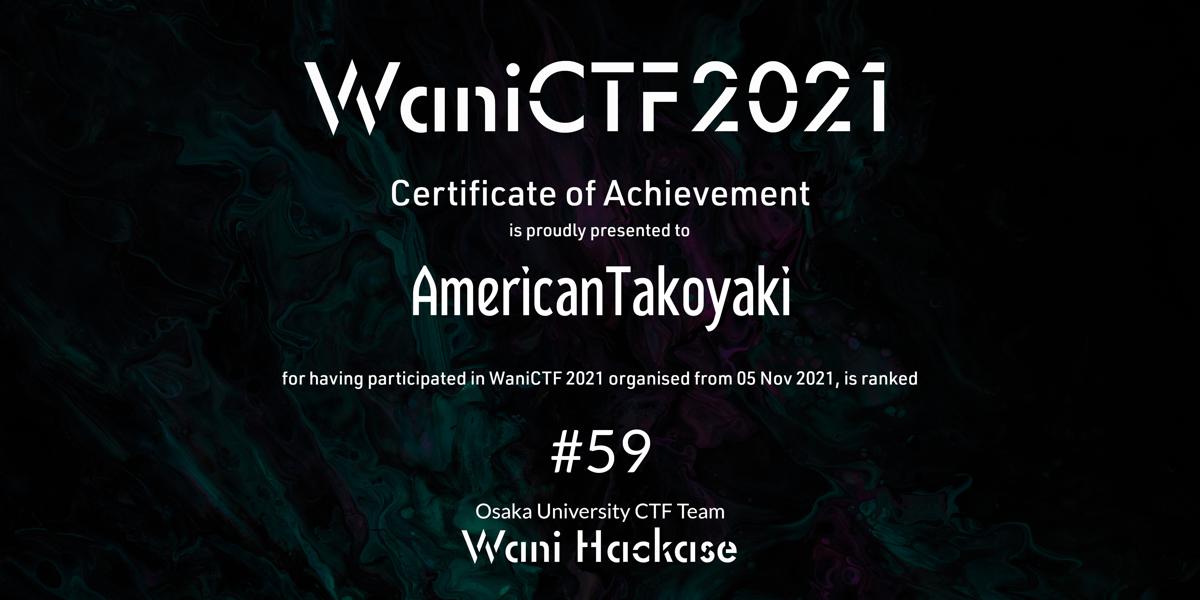 WaniCTF2021
Certificate of Achievement
is proudly presented to
AmericanTakoyaki
for having participated in WaniCTF 2021 organised from 05 Nov 2021, is ranked
#59
Osaka University CTF Team
Wani Hackase